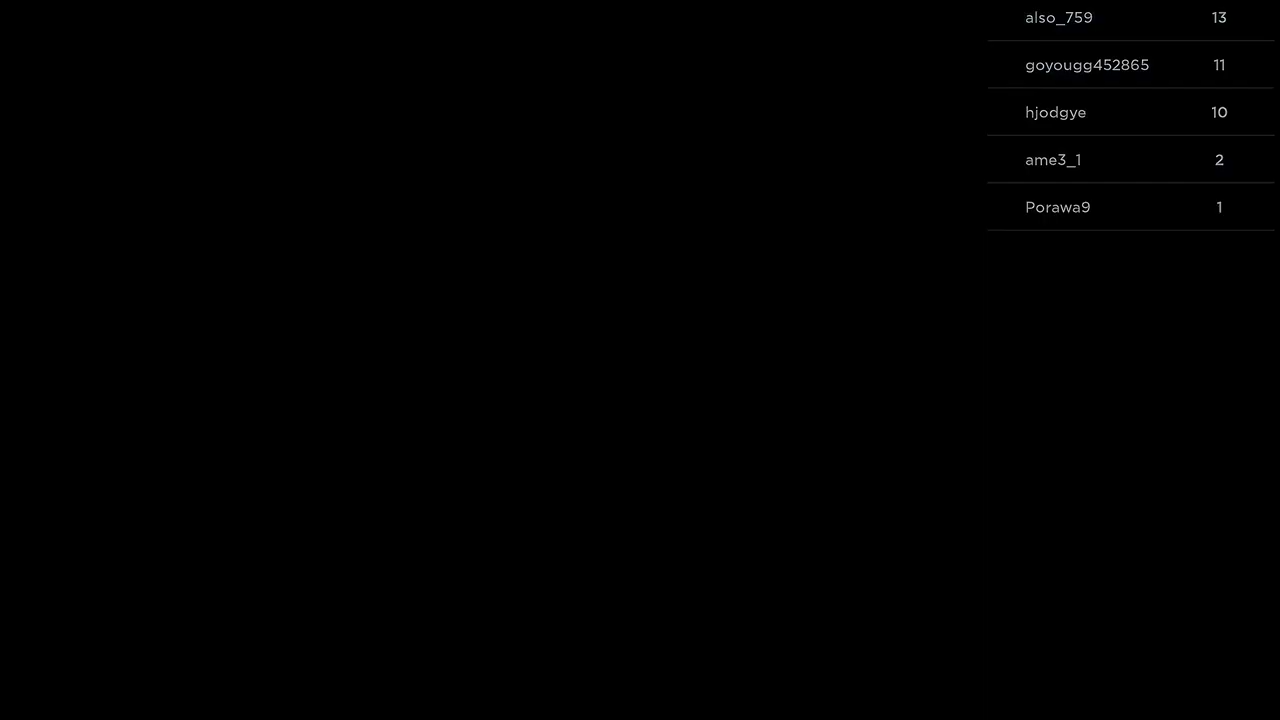 also_759 13
goyougg452865 11
hjodgye 10
ame3_1 2
Porawa9 1